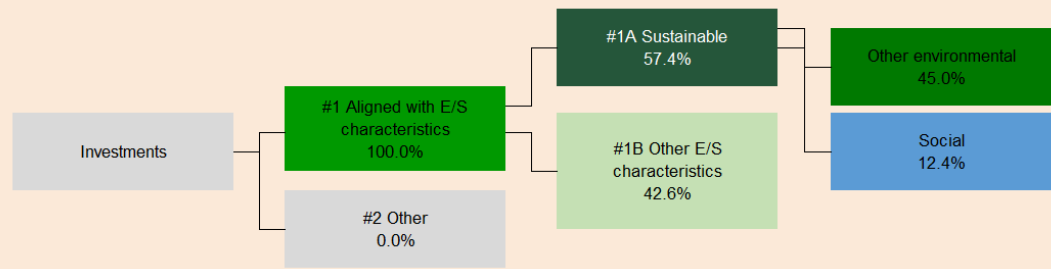 Investments
#1 Aligned with E/S
characteristics
100.0%
#2 Other
0.0%
#1A Sustainable
57.4%
#1B Other E/S
characteristics
42.6%
Other environmental
45.0%
Social
12.4%